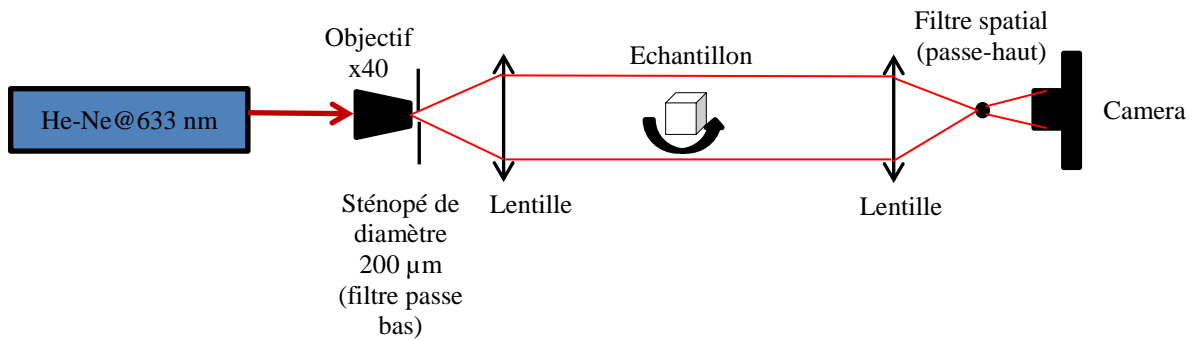 He-Ne@633 nm
Objectif
x40
Sténopé de
diamètre
200 µm
(filtre passe
bas)
Lentille
Echantillon
Lentille
Filtre spatial
(passe-haut)
Camera